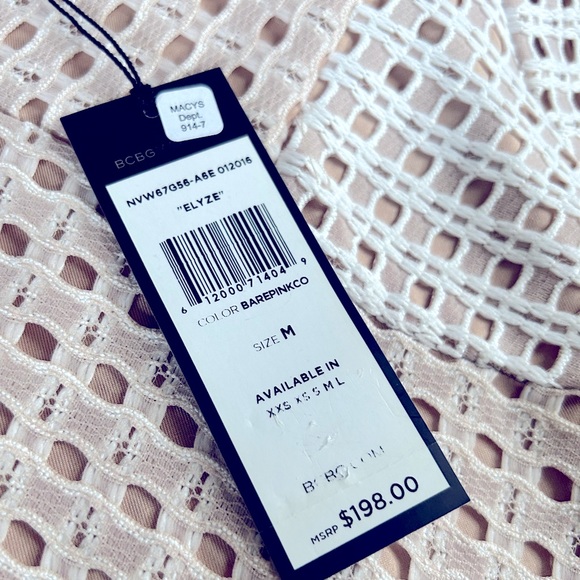 MACYS
Dept.
914-7
BCBG
NVW67G56-A6E 012016
"ELYZE"
6 12000 71404 9
COLOR BAREPINKCO
SIZE M
AVAILABLE IN
XXS XS S M L
MSRP $198.00